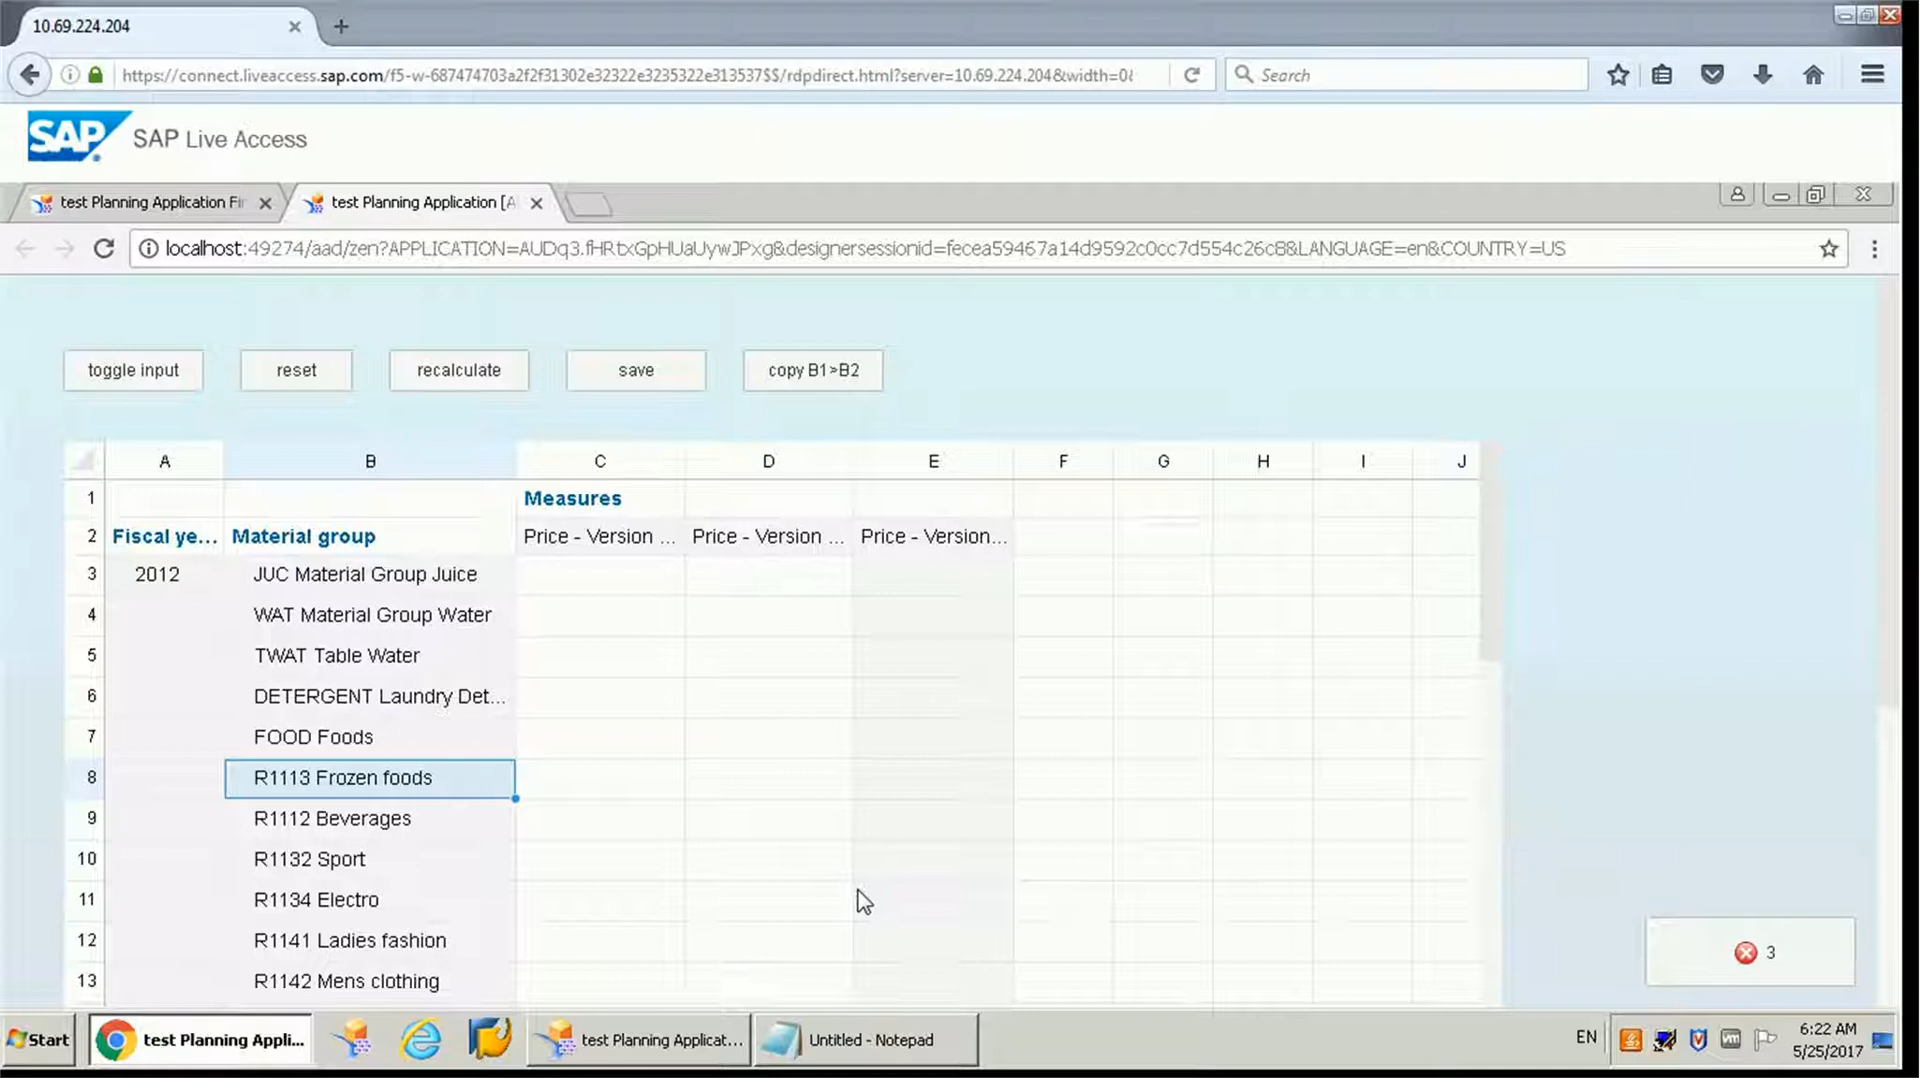 10.69.224.204
https://connect.liveaccess.sap.com/f5-w-687474703a2f2f31302e32322e3235322e313537$$/rdpdirect.html?server=10.69.224.204&width=0&
Search
SAP SAP Live Access
test Planning Application Fir
test Planning Application [A
localhost:49274/aad/zen?APPLICATION=AUDq3.fHRtxGpHUaUywJPxg&designersessionid=fecea59467a14d9592c0cc7d554c26c8&LANGUAGE=en&COUNTRY=US
toggle input reset recalculate save copy B1>B2
A B C D E F G H I J
1 Measures
2 Fiscal ye... Material group Price - Version ... Price - Version ... Price - Version...
3 2012 JUC Material Group Juice
4 WAT Material Group Water
5 TWAT Table Water
6 DETERGENT Laundry Det...
7 FOOD Foods
8 R1113 Frozen foods
9 R1112 Beverages
10 R1132 Sport
11 R1134 Electro
12 R1141 Ladies fashion
13 R1142 Mens clothing
3
Start
test Planning Appli...
test Planning Applicat...
Untitled - Notepad
EN
6:22 AM
5/25/2017